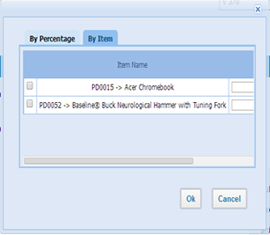 By Percentage By Item
Item Name
PD0015 -> Acer Chromebook
PD0052 -> Baseline® Buck Neurological Hammer with Tuning Fork
Ok Cancel